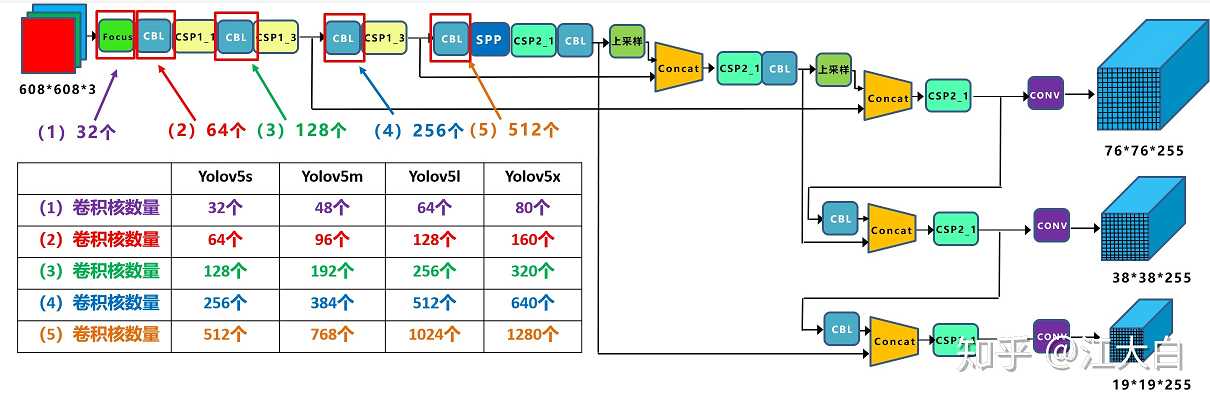 Focus CBL CSP1_1 CBL CSP1_3 CBL CSP1_3 CBL SPP CSP2_1 CBL 上采样
Concat CSP2_1 CBL 上采样
Concat CSP2_1 CONV
608*608*3
(1) 32个 (2) 64个 (3) 128个 (4) 256个 (5) 512个
76*76*255
Yolov5s Yolov5m Yolov5l Yolov5x
(1) 卷积核数量 32个 48个 64个 80个
(2) 卷积核数量 64个 96个 128个 160个
(3) 卷积核数量 128个 192个 256个 320个
(4) 卷积核数量 256个 384个 512个 640个
(5) 卷积核数量 512个 768个 1024个 1280个
CBL Concat CSP2_1 CONV
38*38*255
CBL Concat CSP2_1 CONV
知乎 @江大白
19*19*255